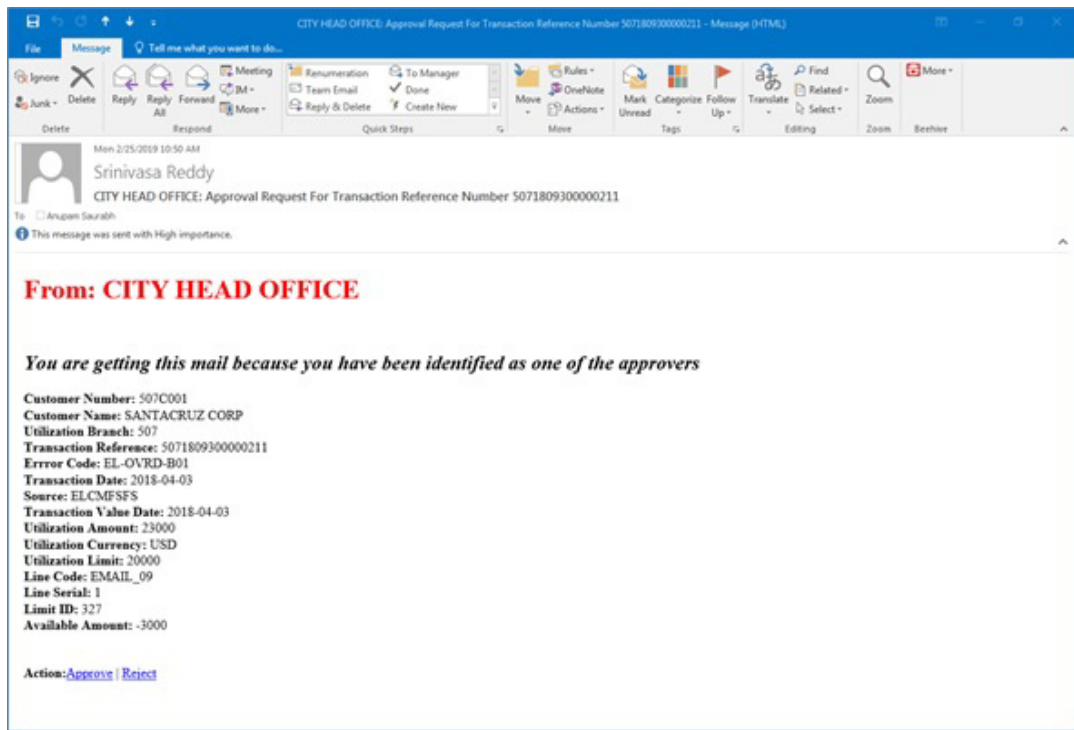 CITY HEAD OFFICE: Approval Request For Transaction Reference Number 5071809300000211 - Message (HTML)
File Message Tell me what you want to do...
Ignore
Junk
Delete
Reply
Reply All
Forward
Meeting
IM
More
Renumeration
Team Email
Reply & Delete
To Manager
Done
Create New
Move
Rules
OneNote
Actions
Mark Unread
Categorize
Follow Up
Translate
Find
Related
Select
Zoom
More
Delete Respond Quick Steps Move Tags Editing Zoom Beehive
Mon 2/25/2019 10:50 AM
Srinivasa Reddy
CITY HEAD OFFICE: Approval Request For Transaction Reference Number 5071809300000211
To Anupam Saurabh
This message was sent with High importance.
From: CITY HEAD OFFICE
You are getting this mail because you have been identified as one of the approvers
Customer Number: 507C001
Customer Name: SANTACRUZ CORP
Utilization Branch: 507
Transaction Reference: 5071809300000211
Errror Code: EL-OVRD-B01
Transaction Date: 2018-04-03
Source: ELCMFSFS
Transaction Value Date: 2018-04-03
Utilization Amount: 23000
Utilization Currency: USD
Utilization Limit: 20000
Line Code: EMAIL_09
Line Serial: 1
Limit ID: 327
Available Amount: -3000
Action:Approve | Reject